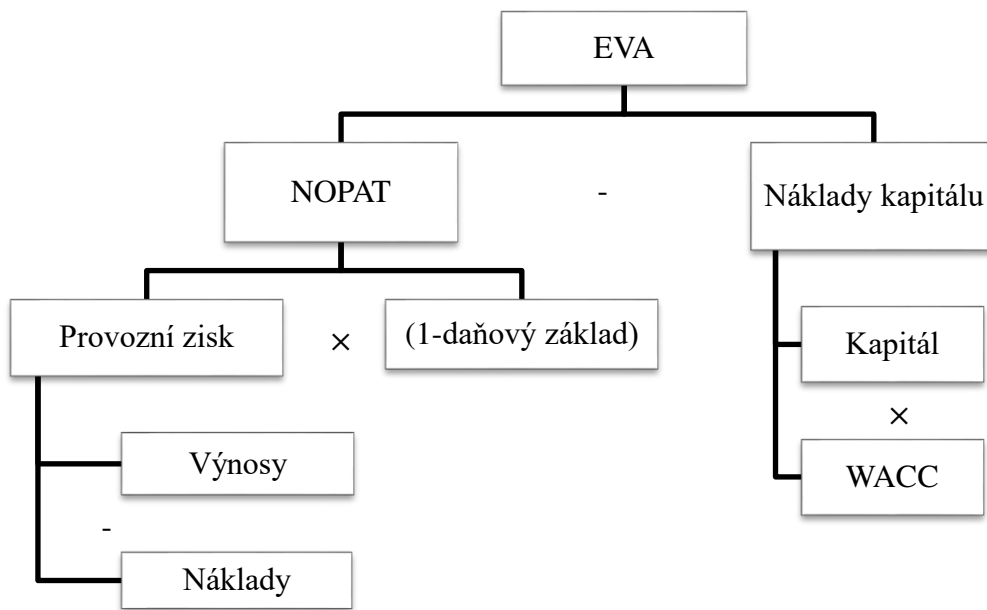 EVA
NOPAT
-
Náklady kapitálu
Provozní zisk
×
(1-daňový základ)
Kapitál
×
WACC
Výnosy
-
Náklady